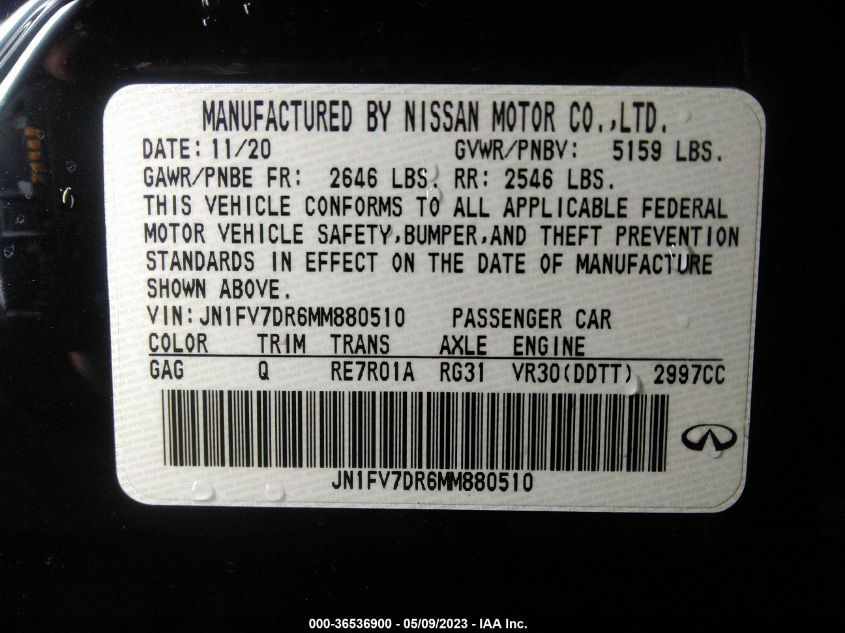 MANUFACTURED BY NISSAN MOTOR CO.,LTD.
DATE: 11/20 GVWR/PNBV: 5159 LBS.
GAWR/PNBE FR: 2646 LBS. RR: 2546 LBS.
THIS VEHICLE CONFORMS TO ALL APPLICABLE FEDERAL
MOTOR VEHICLE SAFETY,BUMPER,AND THEFT PREVENTION
STANDARDS IN EFFECT ON THE DATE OF MANUFACTURE
SHOWN ABOVE.
VIN:JN1FV7DR6MM880510 PASSENGER CAR
COLOR TRIM TRANS AXLE ENGINE
GAG Q RE7R01A RG31 VR30(DDTT) 2997CC
JN1FV7DR6MM880510
000-36536900 - 05/09/2023 - IAA Inc.